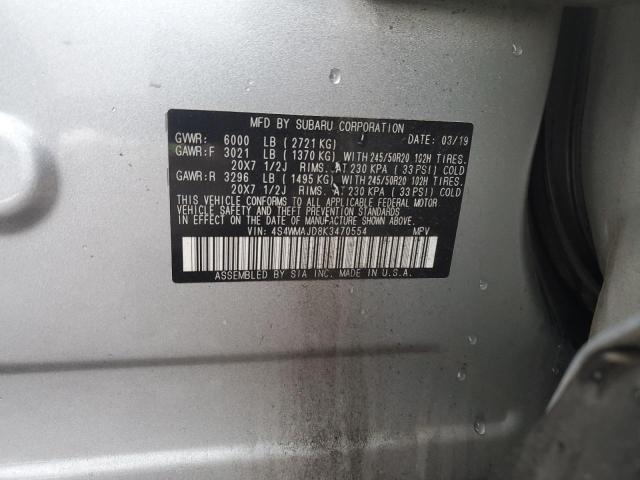 MFD BY SUBARU CORPORATION DATE: 03/19
GVWR: 6000 LB (2721 KG)
GAWR:F 3021 LB (1370 KG) WITH 245/50R20 102H TIRES.
20X7 1/2J RIMS. AT 230 KPA (33 PSI) COLD
GAWR:R 3296 LB (1495 KG) WITH 245/50R20 102H TIRES.
20X7 1/2J RIMS. AT 230 KPA (33 PSI) COLD
THIS VEHICLE CONFORMS TO ALL APPLICABLE FEDERAL MOTOR
VEHICLE SAFETY AND THEFT PREVENTION STANDARDS
IN EFFECT ON THE DATE OF MANUFACTURE SHOWN ABOVE.
VIN: 4S4WMAJD8K3470554 MPV
ASSEMBLED BY SIA INC. MADE IN U.S.A.